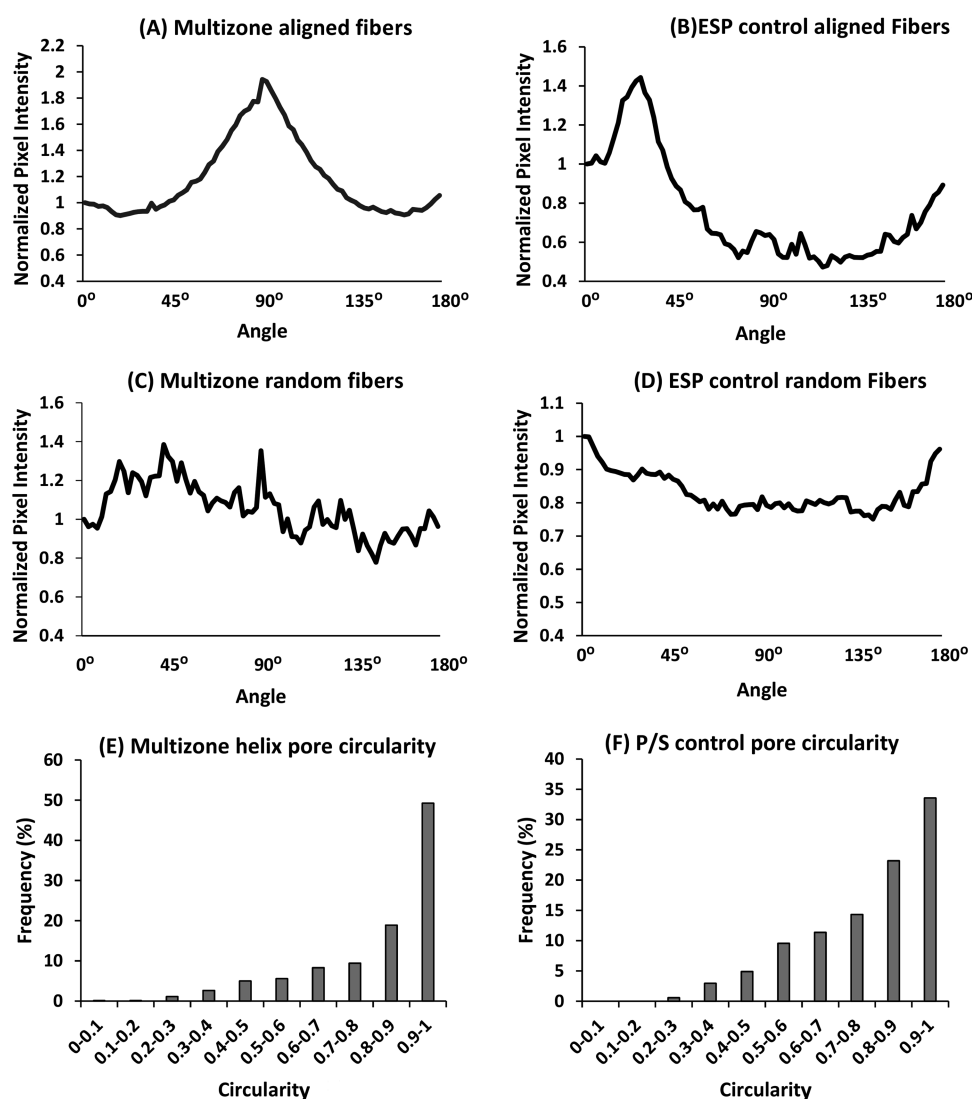 (A) Multizone aligned fibers
2.2
2
1.8
1.6
1.4
1.2
1
0.8
0.6
0.4
Normalized Pixel Intensity
0º 45º 90º 135º 180º
Angle
(B)ESP control aligned Fibers
1.6
1.4
1.2
1
0.8
0.6
0.4
Normalized Pixel Intensity
0º 45º 90º 135º 180º
Angle
(C) Multizone random fibers
1.6
1.4
1.2
1
0.8
0.6
0.4
Normalized Pixel Intensity
0º 45º 90º 135º 180º
Angle
(D) ESP control random Fibers
1.1
1
0.9
0.8
0.7
0.6
0.5
0.4
Normalized Pixel Intensity
0º 45º 90º 135º 180º
Angle
(E) Multizone helix pore circularity
60
50
40
30
20
10
0
Frequency (%)
0-0.1 0.1-0.2 0.2-0.3 0.3-0.4 0.4-0.5 0.5-0.6 0.6-0.7 0.7-0.8 0.8-0.9 0.9-1
Circularity
(F) P/S control pore circularity
40
35
30
25
20
15
10
5
0
Frequency (%)
0-0.1 0.1-0.2 0.2-0.3 0.3-0.4 0.4-0.5 0.5-0.6 0.6-0.7 0.7-0.8 0.8-0.9 0.9-1
Circularity